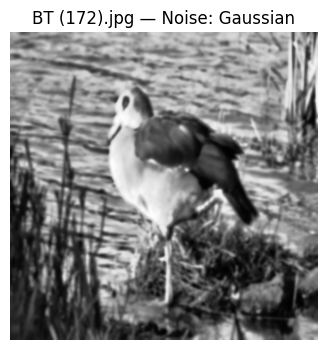 BT (172).jpg — Noise: Gaussian